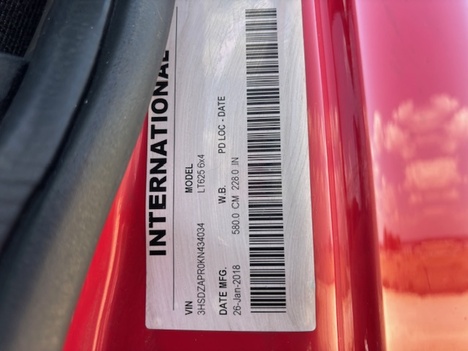 INTERNATIONAL
VIN MODEL
3HSDZAPR0KN434034 LT625 6x4
DATE MFG. W.B. PD LOC - DATE
26-Jan-2018 580.0 CM 228.0 IN